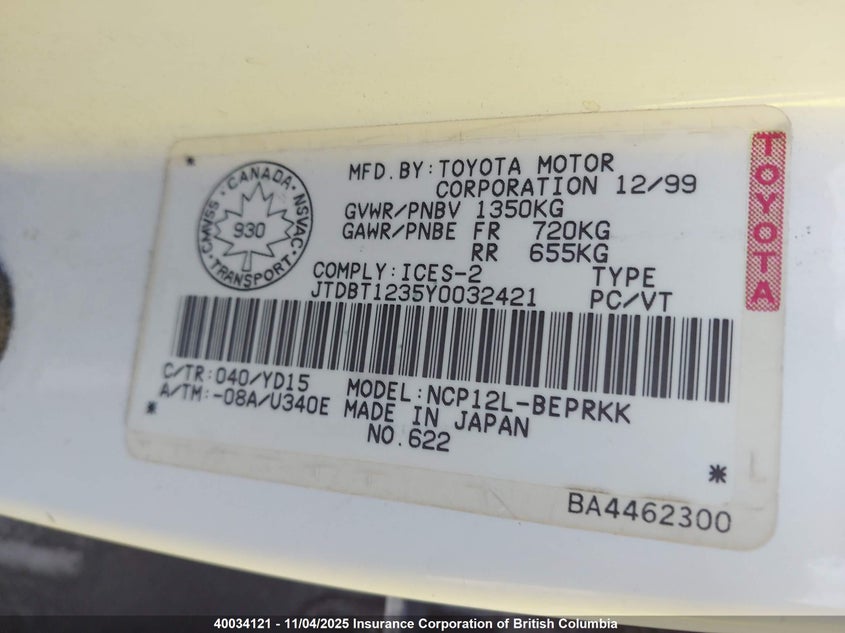 MFD.BY:TOYOTA MOTOR
CORPORATION 12/99
GVWR/PNBV 1350KG
GAWR/PNBE FR 720KG
RR 655KG
COMPLY:ICES-2 TYPE
JTDBT1235Y0032421 PC/VT
CANADA
CMVSS 930 NSVAC
TRANSPORT
TOYOTA
C/TR:040/YD15 MODEL:NCP12L-BEPRKK
A/TM:-08A/U340E MADE IN JAPAN
NO.622
BA4462300
40034121 - 11/04/2025 Insurance Corporation of British Columbia